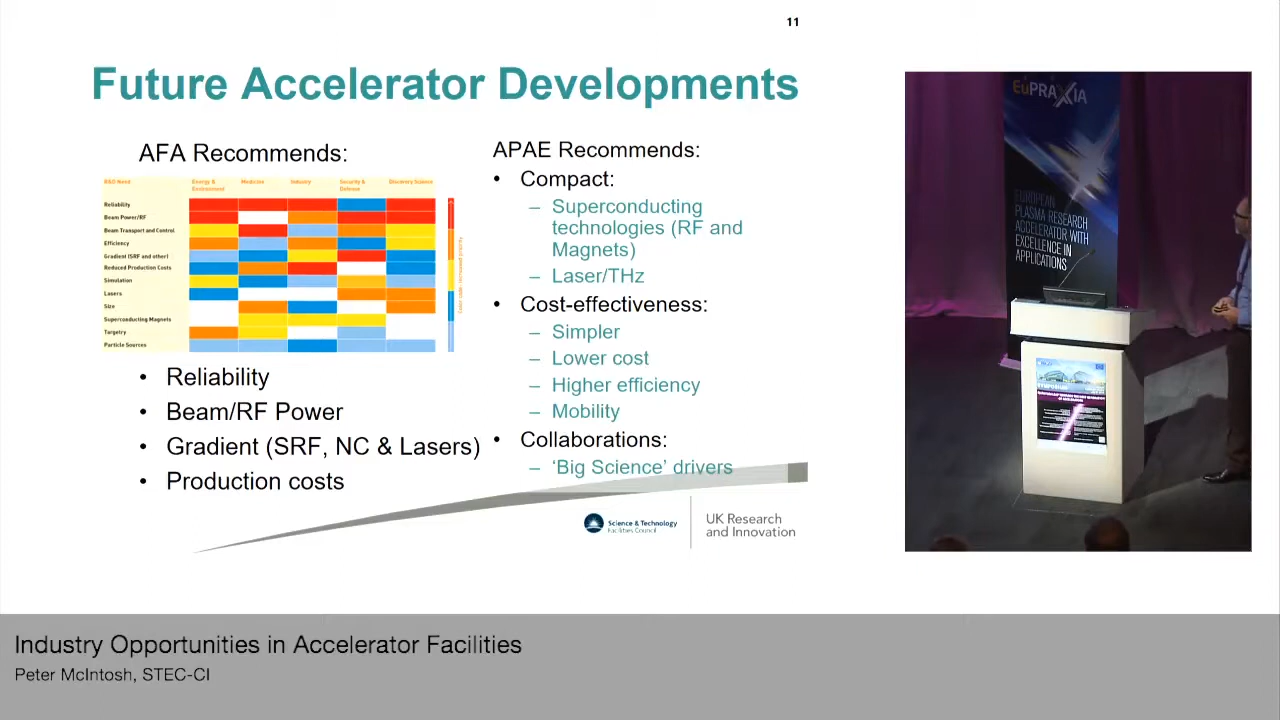 11
Future Accelerator Developments
AFA Recommends:
R&D Need
Energy & Environment
Medicine
Industry
Security & Defense
Discovery Science
Reliability
Beam Power/RF
Beam Transport and Control
Efficiency
Gradient (SRF and other)
Reduced Production Costs
Simulation
Lasers
Size
Superconducting Magnets
Targetry
Particle Sources
• Reliability
• Beam/RF Power
• Gradient (SRF, NC & Lasers)
• Production costs
APAE Recommends:
• Compact:
– Superconducting
technologies (RF and
Magnets)
– Laser/THz
• Cost-effectiveness:
– Simpler
– Lower cost
– Higher efficiency
– Mobility
• Collaborations:
– ‘Big Science’ drivers
Science & Technology
Facilities Council
UK Research
and Innovation
EuPRAXIA
EUROPEAN
PLASMA RESEARCH
ACCELERATOR WITH
EXCELLENCE IN
APPLICATIONS
SYMPOSIUM
Industry Opportunities in Accelerator Facilities
Peter McIntosh, STEC-CI